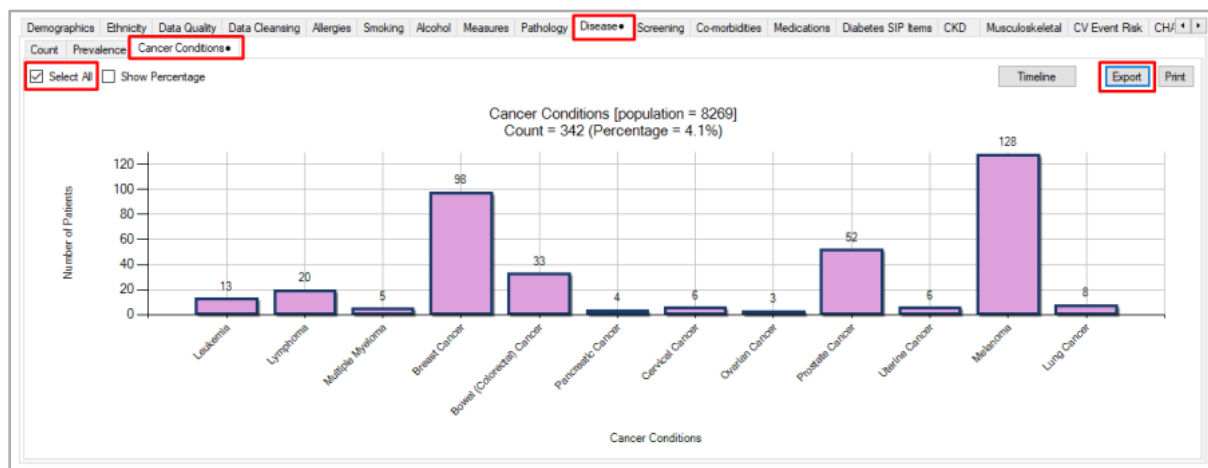 Demographics Ethnicity Data Quality Data Cleansing Allergies Smoking Alcohol Measures Pathology Disease• Screening Co-morbidities Medications Diabetes SIP Items CKD Musculoskeletal CV Event Risk CHA
Count Prevalence Cancer Conditions•
Select All Show Percentage Timeline Export Print
Cancer Conditions [population = 8269]
Count = 342 (Percentage = 4.1%)
Number of Patients
120
100
80
60
40
20
0
13
20
5
98
33
4
6
3
52
6
128
8
Leukemia
Lymphoma
Multiple Myeloma
Breast Cancer
Bowel (Colorectal) Cancer
Pancreatic Cancer
Cervical Cancer
Ovarian Cancer
Prostate Cancer
Uterine Cancer
Melanoma
Lung Cancer
Cancer Conditions